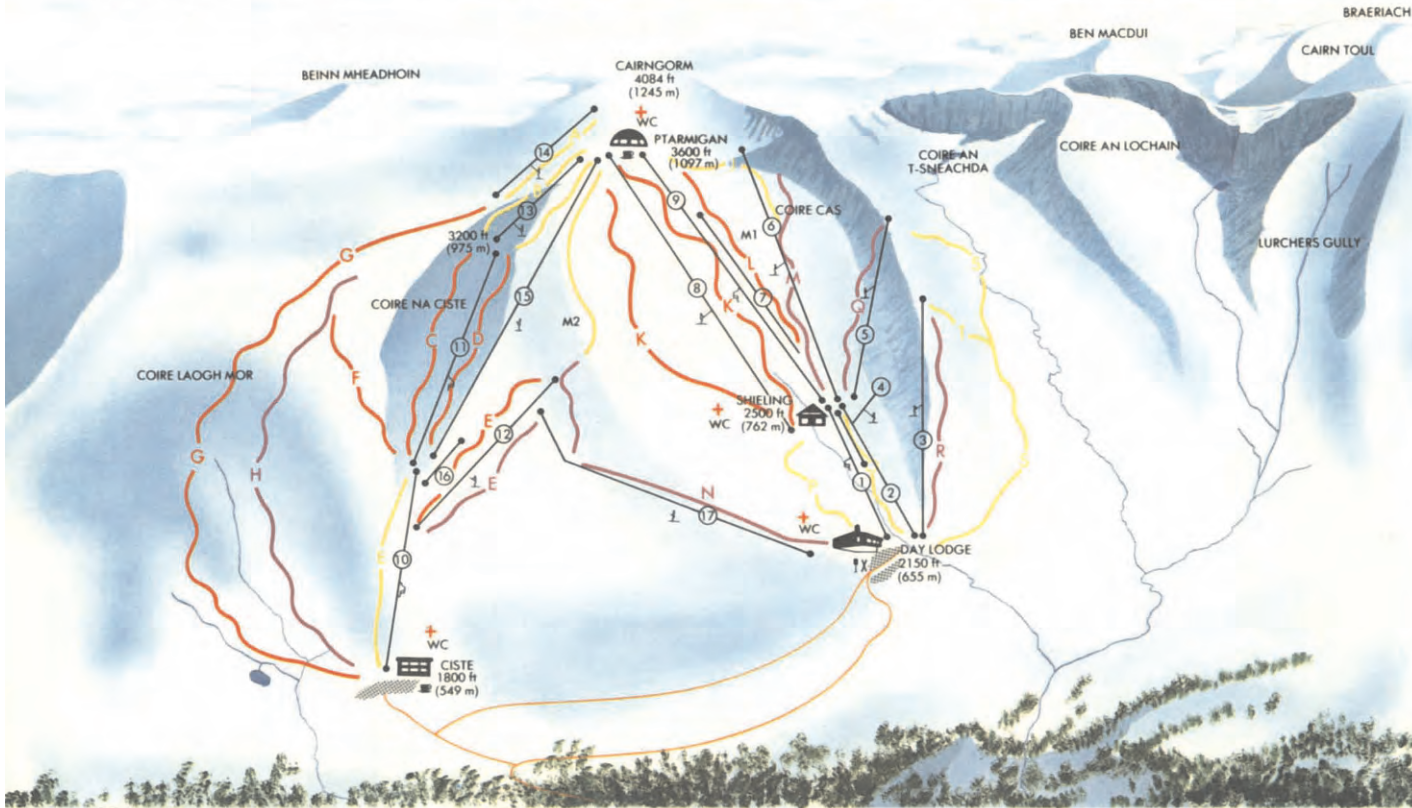 BRAERIACH
BEN MACDUI
CAIRN TOUL
CAIRNGORM
4084 ft
(1245 m)
BEINN MHEADHOIN
WC
PTARMIGAN
3600 ft
(1097 m)
COIRE AN
T-SNEACHDA
COIRE AN LOCHAIN
14
9
COIRE CAS
13
3200 ft
(975 m)
6
M1
LURCHERS GULLY
G
L
M
7
8
15
K
Q
COIRE NA CISTE
M2
5
C
11
D
K
F
4
COIRE LAOGH MOR
SHIELING
2500 ft
(762 m)
WC
E
12
3
R
G
H
16
E
N
17
1
2
WC
DAY LODGE
2150 ft
(655 m)
10
WC
CISTE
1800 ft
(549 m)